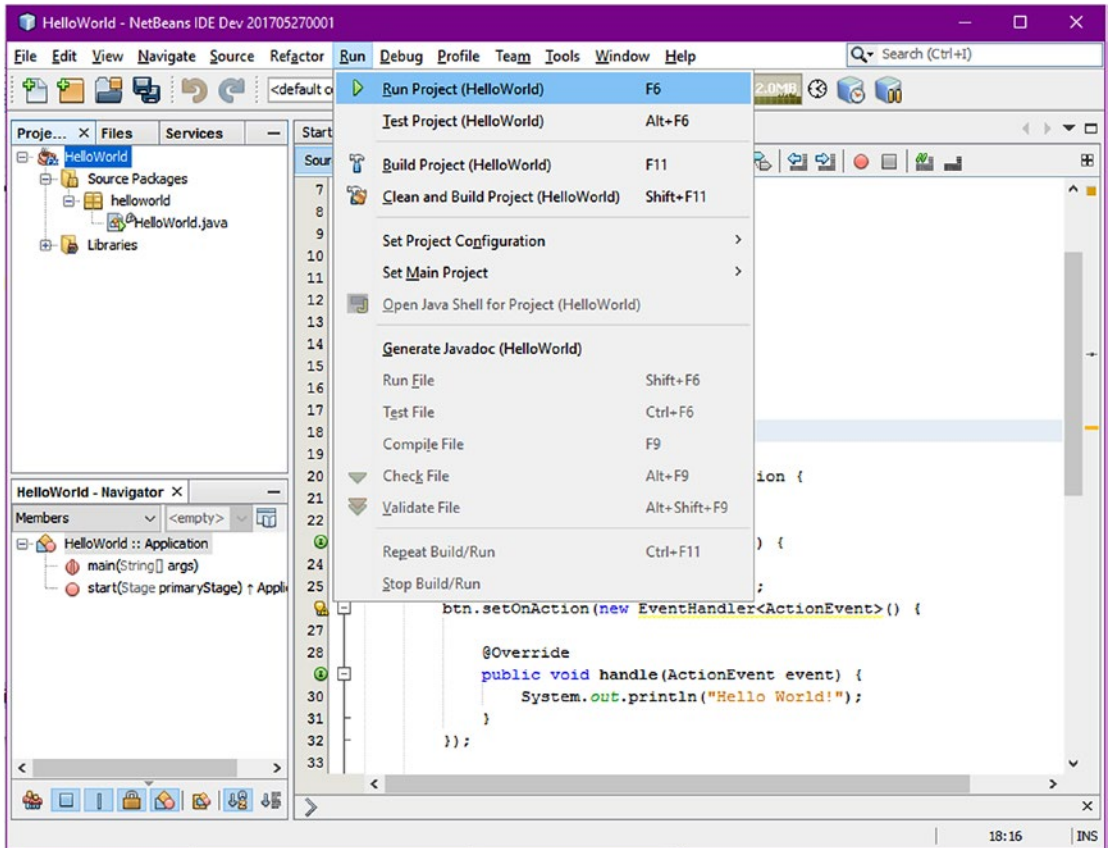 HelloWorld - NetBeans IDE Dev 201705270001
File Edit View Navigate Source Refactor Run Debug Profile Team Tools Window Help
Search (Ctrl+I)
<default
2.0MB
Run Project (HelloWorld) F6
Test Project (HelloWorld) Alt+F6
Build Project (HelloWorld) F11
Clean and Build Project (HelloWorld) Shift+F11
Set Project Configuration >
Set Main Project >
Open Java Shell for Project (HelloWorld)
Generate Javadoc (HelloWorld)
Run File Shift+F6
Test File Ctrl+F6
Compile File F9
Check File Alt+F9
Validate File Alt+Shift+F9
Repeat Build/Run Ctrl+F11
Stop Build/Run
Proje... X Files Services
HelloWorld
Source Packages
helloworld
HelloWorld.java
Libraries
HelloWorld - Navigator X
Members <empty>
HelloWorld :: Application
main(String[] args)
start(Stage primaryStage) ↑ Appli
Start
Sour
7
8
9
10
11
12
13
14
15
16
17
18
19
20 ion {
21
22
) {
24
25 ;
btn.setOnAction(new EventHandler<ActionEvent>() {
27
28 @Override
public void handle(ActionEvent event) {
30 System.out.println("Hello World!");
31 }
32 });
33
18:16 INS